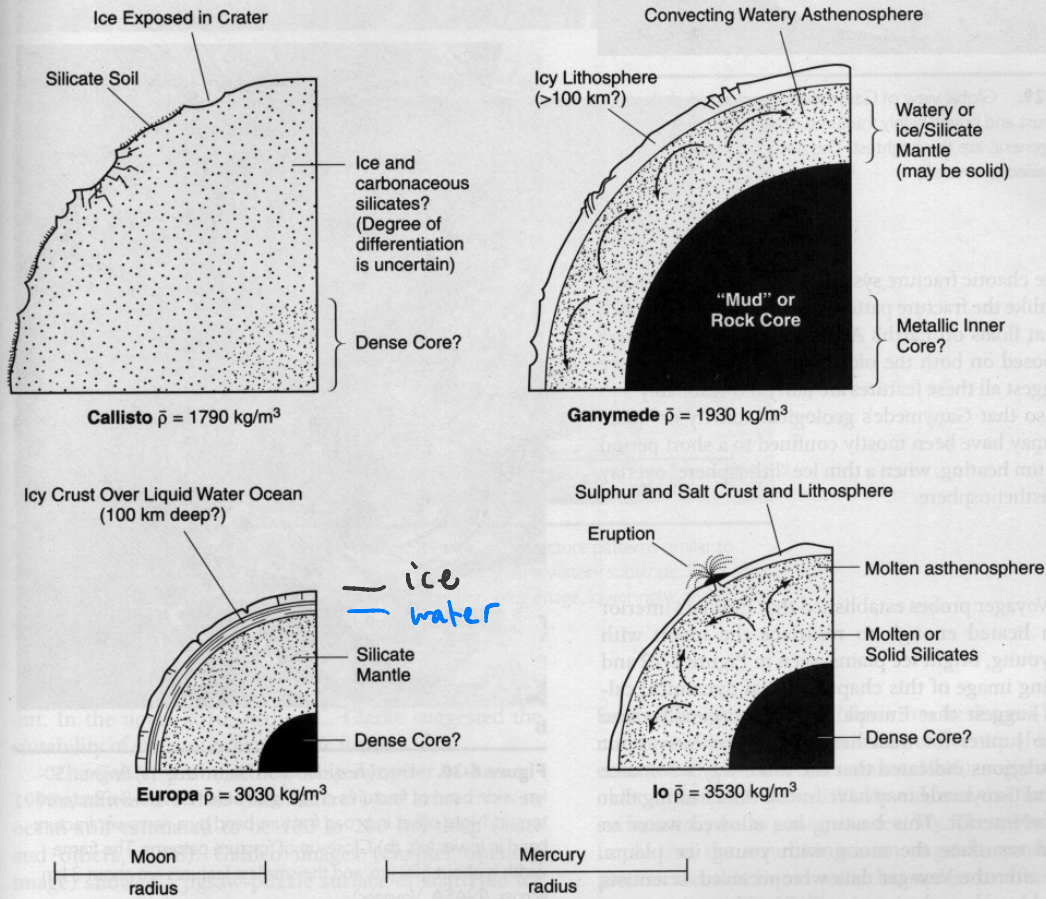 Ice Exposed in Crater
Silicate Soil
Ice and
carbonaceous
silicates?
(Degree of
differentiation
is uncertain)
Dense Core?
Callisto ρ̄ = 1790 kg/m³
Convecting Watery Asthenosphere
Icy Lithosphere
(>100 km?)
Watery or
ice/Silicate
Mantle
(may be solid)
"Mud" or
Rock Core
Metallic Inner
Core?
Ganymede ρ̄ = 1930 kg/m³
Icy Crust Over Liquid Water Ocean
(100 km deep?)
ice
water
Silicate
Mantle
Dense Core?
Europa ρ̄ = 3030 kg/m³
Sulphur and Salt Crust and Lithosphere
Eruption
Molten asthenosphere
Molten or
Solid Silicates
Dense Core?
Io ρ̄ = 3530 kg/m³
Moon
radius
Mercury
radius